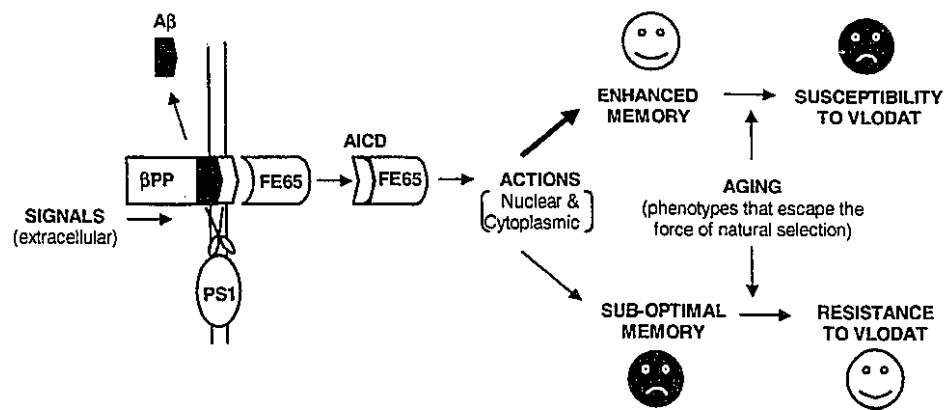 Aβ
ENHANCED
MEMORY
SUSCEPTIBILITY
TO VLODAT
βPP
FE65
AICD
FE65
SIGNALS
(extracellular)
PS1
ACTIONS
Nuclear &
Cytoplasmic
AGING
(phenotypes that escape the
force of natural selection)
SUB-OPTIMAL
MEMORY
RESISTANCE
TO VLODAT